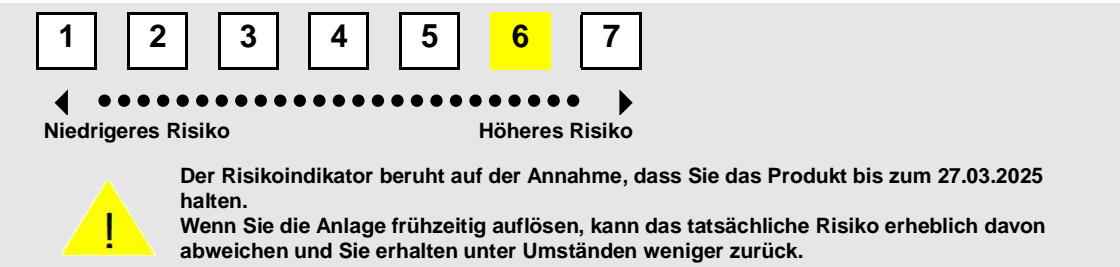 1 2 3 4 5 6 7
Niedrigeres Risiko Höheres Risiko
Der Risikoindikator beruht auf der Annahme, dass Sie das Produkt bis zum 27.03.2025
halten.
Wenn Sie die Anlage frühzeitig auflösen, kann das tatsächliche Risiko erheblich davon
abweichen und Sie erhalten unter Umständen weniger zurück.
!